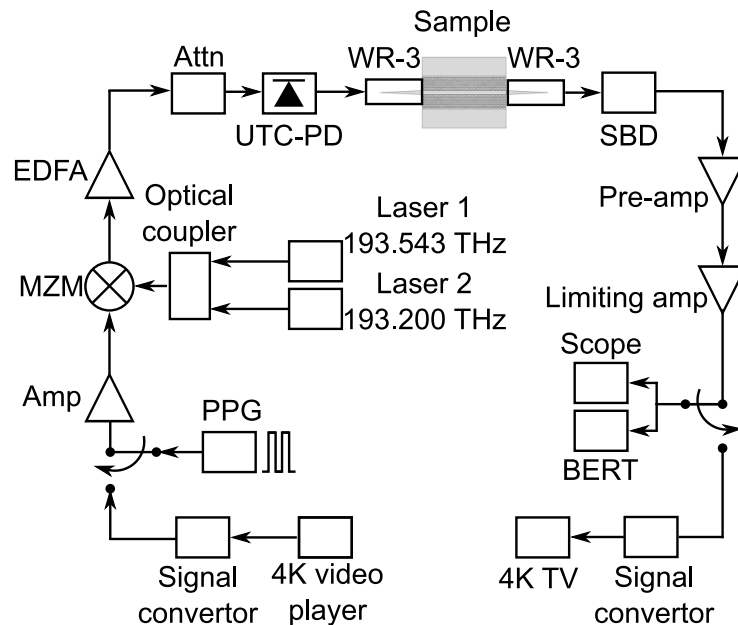 Sample
Attn
WR-3
WR-3
UTC-PD
SBD
EDFA
Pre-amp
Optical
coupler
Laser 1
193.543 THz
MZM
Laser 2
193.200 THz
Limiting amp
Scope
Amp
PPG
BERT
Signal
convertor
4K video
player
4K TV
Signal
convertor